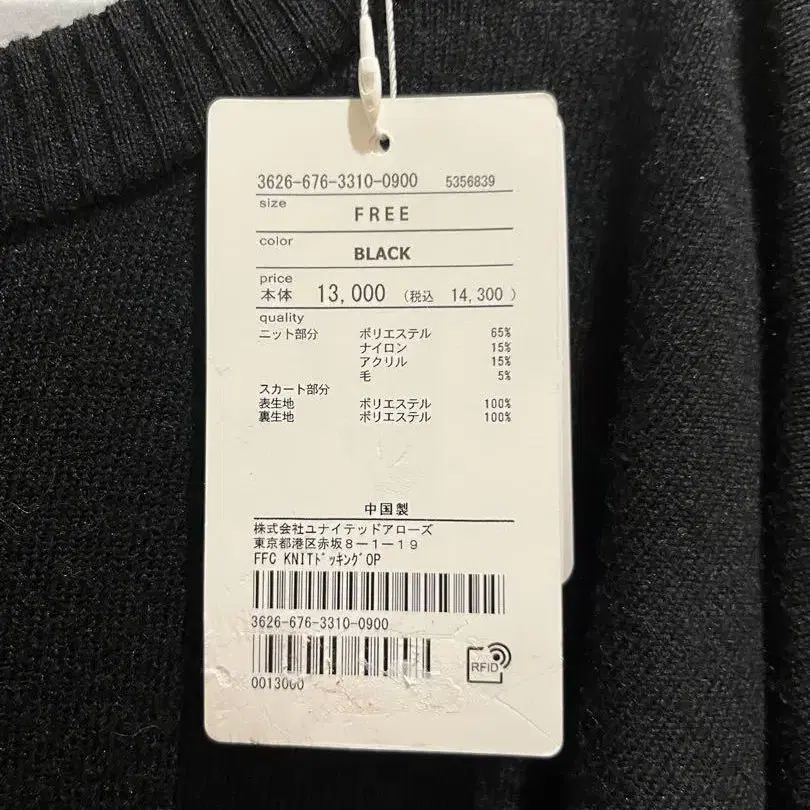 3626-676-3310-0900 5356839
size
FREE
color
BLACK
price
本体 13,000 (税込 14,300 )
quality
ニット部分 ポリエステル 65%
ナイロン 15%
アクリル 15%
毛 5%
スカート部分
表生地 ポリエステル 100%
裏生地 ポリエステル 100%
中国製
株式会社ユナイテッドアローズ
東京都港区赤坂8-1-19
FFC KNITドッキングOP
3626-676-3310-0900
0013000
RFID